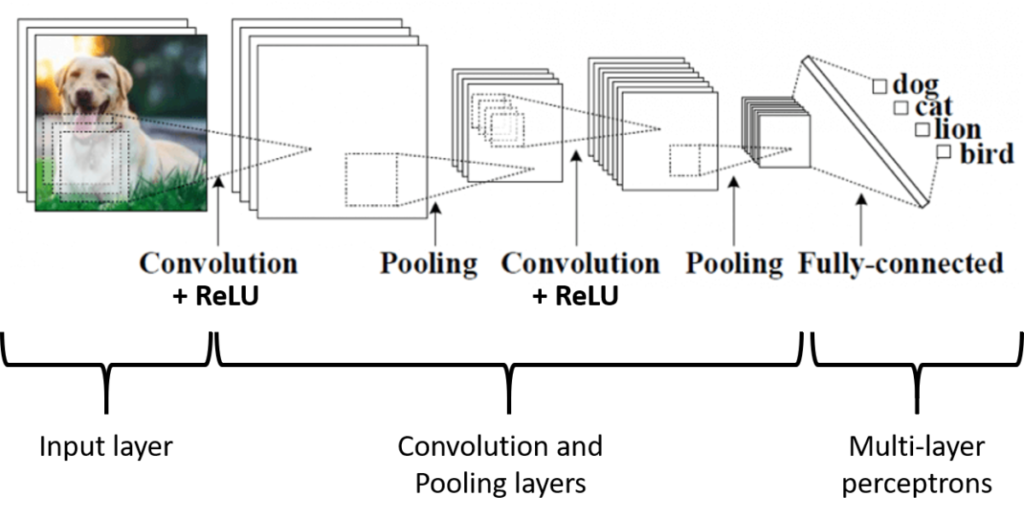 dog
cat
lion
bird
Convolution
+ ReLU
Pooling
Convolution
+ ReLU
Pooling
Fully-connected
Input layer
Convolution and
Pooling layers
Multi-layer
perceptrons